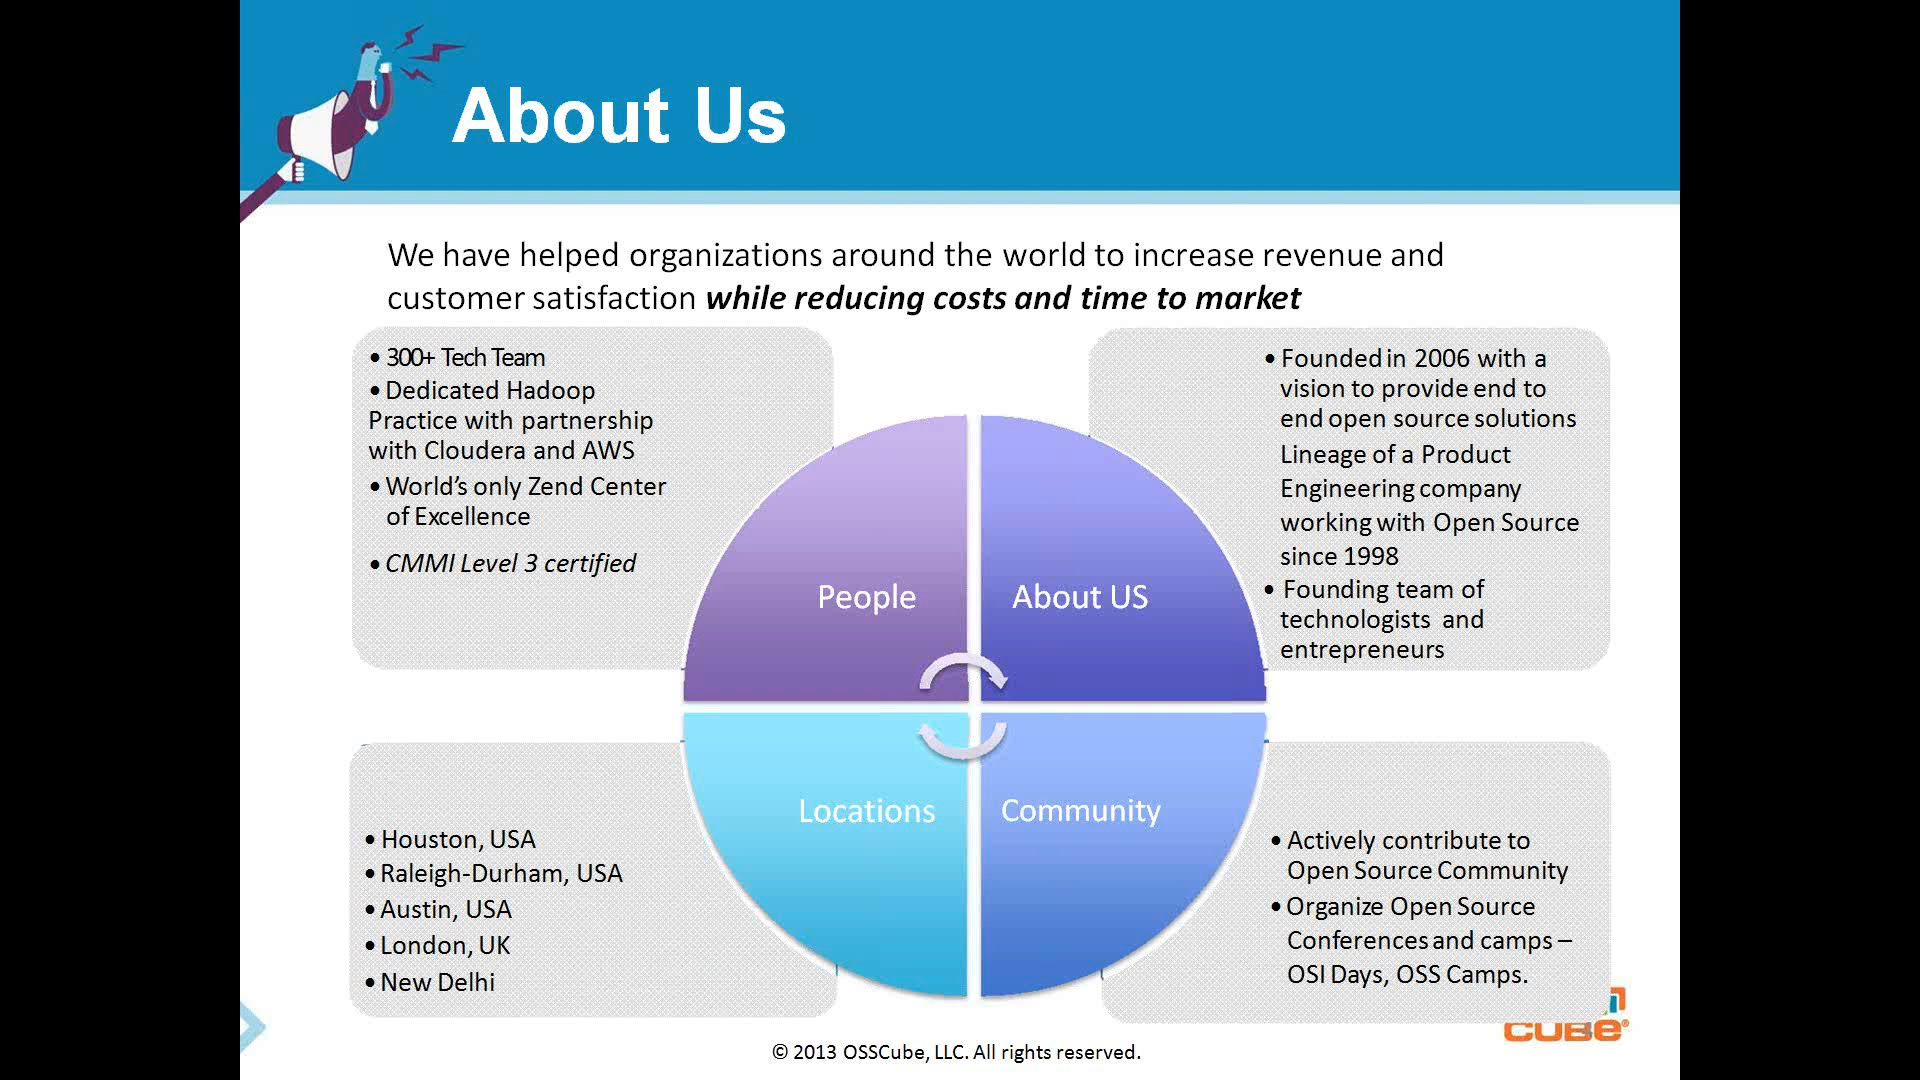 About Us
We have helped organizations around the world to increase revenue and
customer satisfaction while reducing costs and time to market
• 300+ Tech Team
• Dedicated Hadoop
Practice with partnership
with Cloudera and AWS
• World's only Zend Center
of Excellence
• CMMI Level 3 certified
• Founded in 2006 with a
vision to provide end to
end open source solutions
Lineage of a Product
Engineering company
working with Open Source
since 1998
• Founding team of
technologists and
entrepreneurs
People
About US
Locations
Community
• Houston, USA
• Raleigh-Durham, USA
• Austin, USA
• London, UK
• New Delhi
• Actively contribute to
Open Source Community
• Organize Open Source
Conferences and camps –
OSI Days, OSS Camps.
CUBE®
© 2013 OSSCube, LLC. All rights reserved.